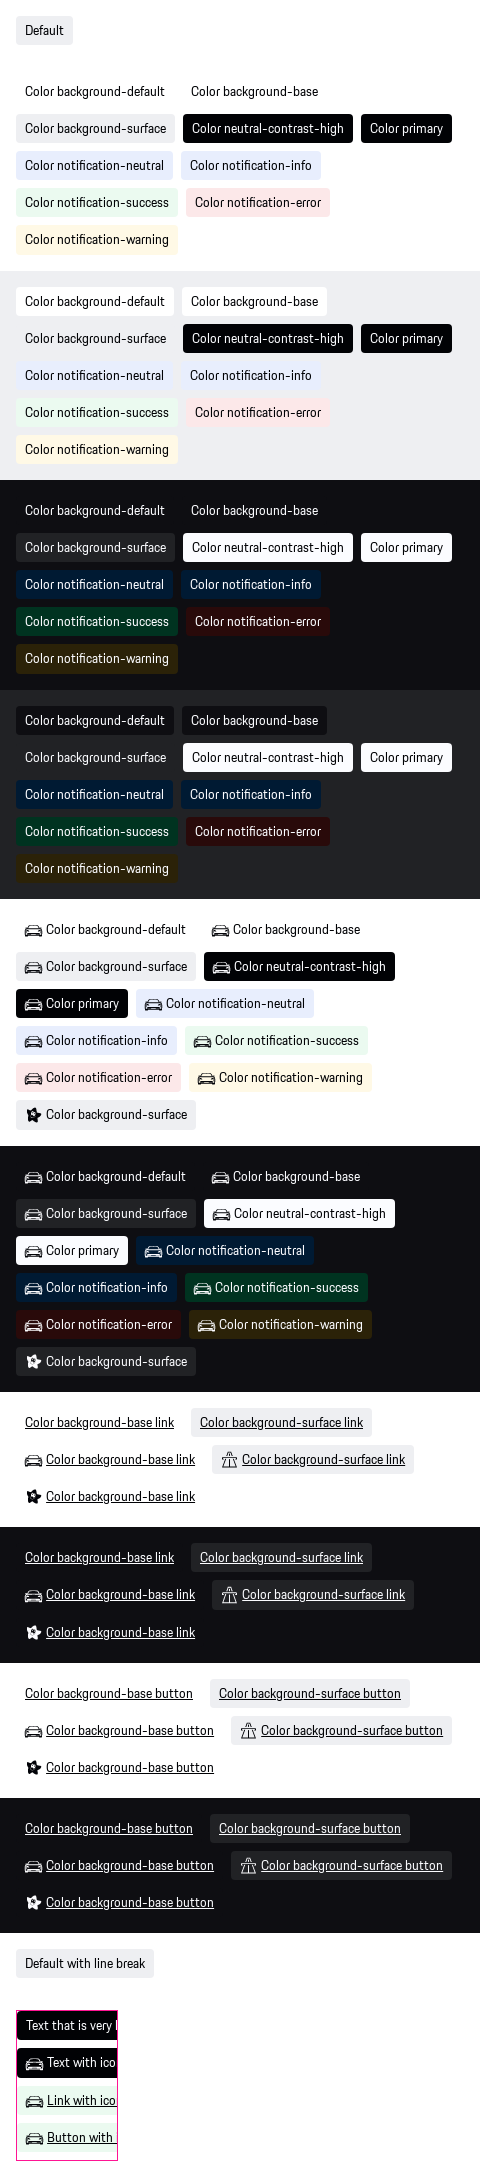 Default
Color background-default Color background-base
Color background-surface Color neutral-contrast-high Color primary
Color notification-neutral Color notification-info
Color notification-success Color notification-error
Color notification-warning
Color background-default Color background-base
Color background-surface Color neutral-contrast-high Color primary
Color notification-neutral Color notification-info
Color notification-success Color notification-error
Color notification-warning
Color background-default Color background-base
Color background-surface Color neutral-contrast-high Color primary
Color notification-neutral Color notification-info
Color notification-success Color notification-error
Color notification-warning
Color background-default Color background-base
Color background-surface Color neutral-contrast-high Color primary
Color notification-neutral Color notification-info
Color notification-success Color notification-error
Color notification-warning
Color background-default Color background-base
Color background-surface Color neutral-contrast-high
Color primary Color notification-neutral
Color notification-info Color notification-success
Color notification-error Color notification-warning
Color background-surface
Color background-default Color background-base
Color background-surface Color neutral-contrast-high
Color primary Color notification-neutral
Color notification-info Color notification-success
Color notification-error Color notification-warning
Color background-surface
Color background-base link Color background-surface link
Color background-base link Color background-surface link
Color background-base link
Color background-base link Color background-surface link
Color background-base link Color background-surface link
Color background-base link
Color background-base button Color background-surface button
Color background-base button Color background-surface button
Color background-base button
Color background-base button Color background-surface button
Color background-base button Color background-surface button
Color background-base button
Default with line break
Text that is very
Text with ico
Link with ico
Button with